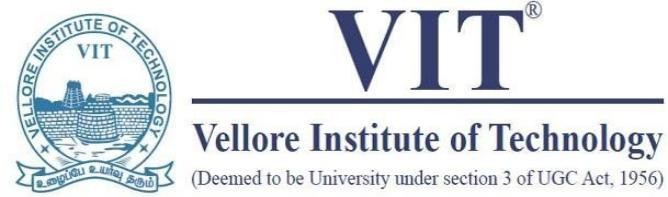 VELLORE INSTITUTE OF TECHNOLOGY
VIT
உழைப்பே உயர்வு தரும்
VIT®
Vellore Institute of Technology
(Deemed to be University under section 3 of UGC Act, 1956)